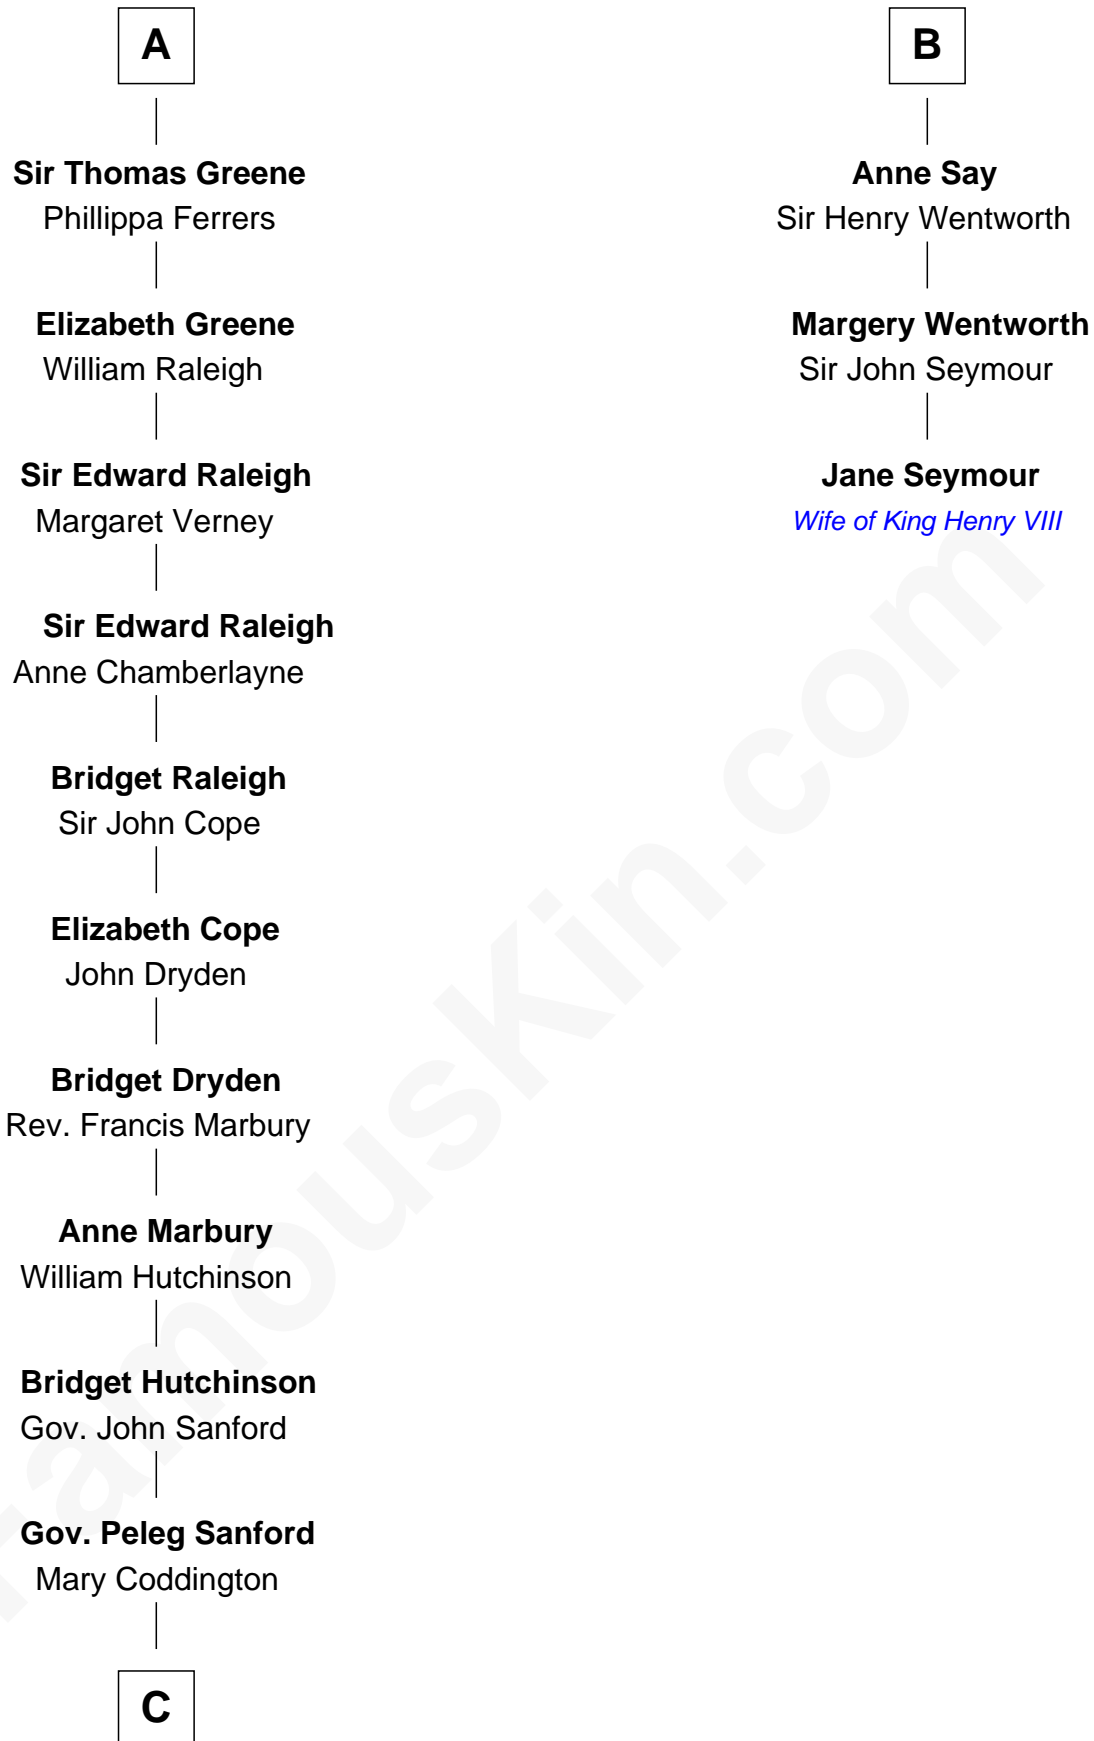 A
Sir Thomas Greene
Phillippa Ferrers
Elizabeth Greene
William Raleigh
Sir Edward Raleigh
Margaret Verney
Sir Edward Raleigh
Anne Chamberlayne
Bridget Raleigh
Sir John Cope
Elizabeth Cope
John Dryden
Bridget Dryden
Rev. Francis Marbury
Anne Marbury
William Hutchinson
Bridget Hutchinson
Gov. John Sanford
Gov. Peleg Sanford
Mary Coddington
C
B
Anne Say
Sir Henry Wentworth
Margery Wentworth
Sir John Seymour
Jane Seymour
Wife of King Henry VIII
FamousKin.com